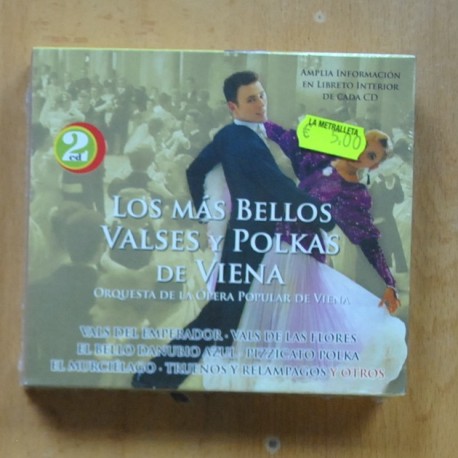 AMPLIA INFORMACIÓN
EN LIBRETO INTERIOR
DE CADA CD
LA METRALLETA
€ 5,00
2
cd
LOS MÁS BELLOS
VALSES Y POLKAS
DE VIENA
ORQUESTA DE LA ÓPERA POPULAR DE VIENA
VALS DEL EMPERADOR · VALS DE LAS FLORES
EL BELLO DANUBIO AZUL · PIZZICATO POLKA
EL MURCIÉLAGO · TRUENOS Y RELÁMPAGOS Y OTROS